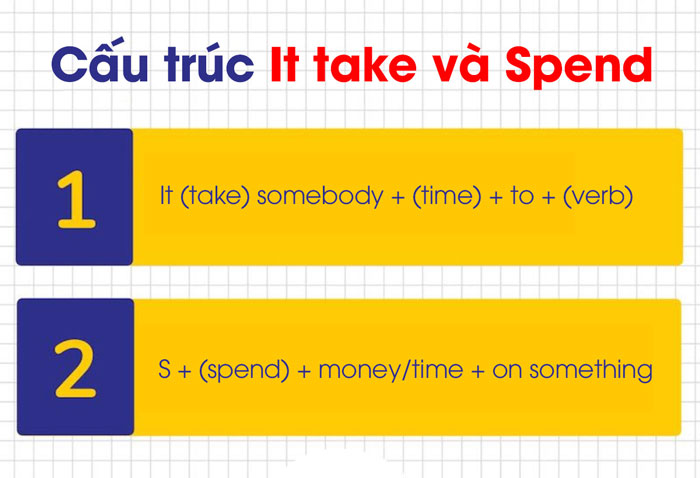 Cấu trúc It take và Spend
1
It (take) somebody + (time) + to + (verb)
2
S + (spend) + money/time + on something